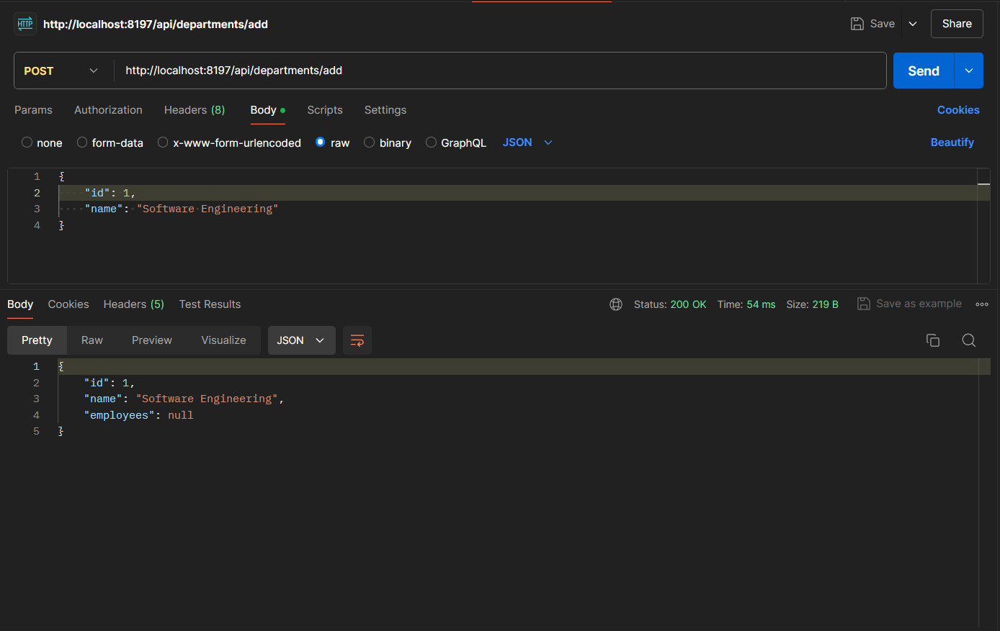 HTTP http://localhost:8197/api/departments/add Save Share
POST http://localhost:8197/api/departments/add Send
Params Authorization Headers (8) Body Scripts Settings Cookies
none form-data x-www-form-urlencoded raw binary GraphQL JSON Beautify
1 {
2 "id": 1,
3 "name": "Software Engineering"
4 }
Body Cookies Headers (5) Test Results Status: 200 OK Time: 54 ms Size: 219 B Save as example
Pretty Raw Preview Visualize JSON
1 {
2 "id": 1,
3 "name": "Software Engineering",
4 "employees": null
5 }